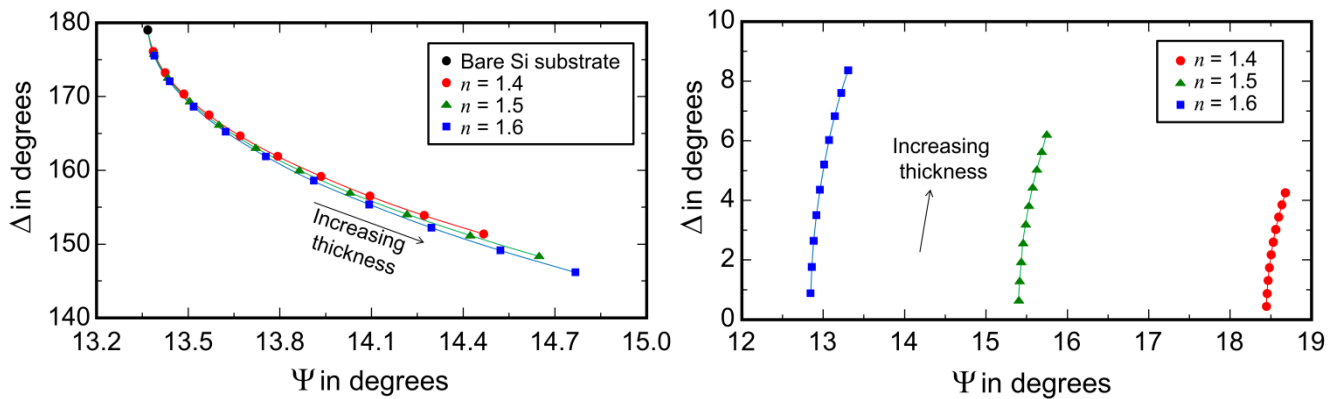 180
170
160
150
140
Δ in degrees
Bare Si substrate
n = 1.4
n = 1.5
n = 1.6
Increasing
thickness
13.2 13.5 13.8 14.1 14.4 14.7 15.0
Ψ in degrees
10
8
6
4
2
0
Δ in degrees
n = 1.4
n = 1.5
n = 1.6
Increasing
thickness
12 13 14 15 16 17 18 19
Ψ in degrees